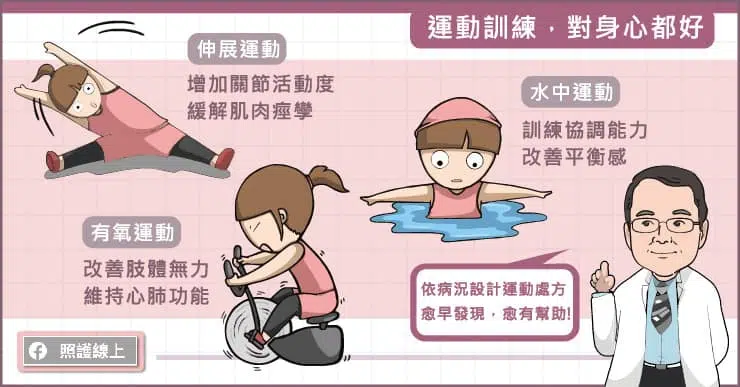 運動訓練，對身心都好
伸展運動
增加關節活動度
緩解肌肉痙攣
水中運動
訓練協調能力
改善平衡感
有氧運動
改善肢體無力
維持心肺功能
依病況設計運動處方
愈早發現，愈有幫助!
照護線上